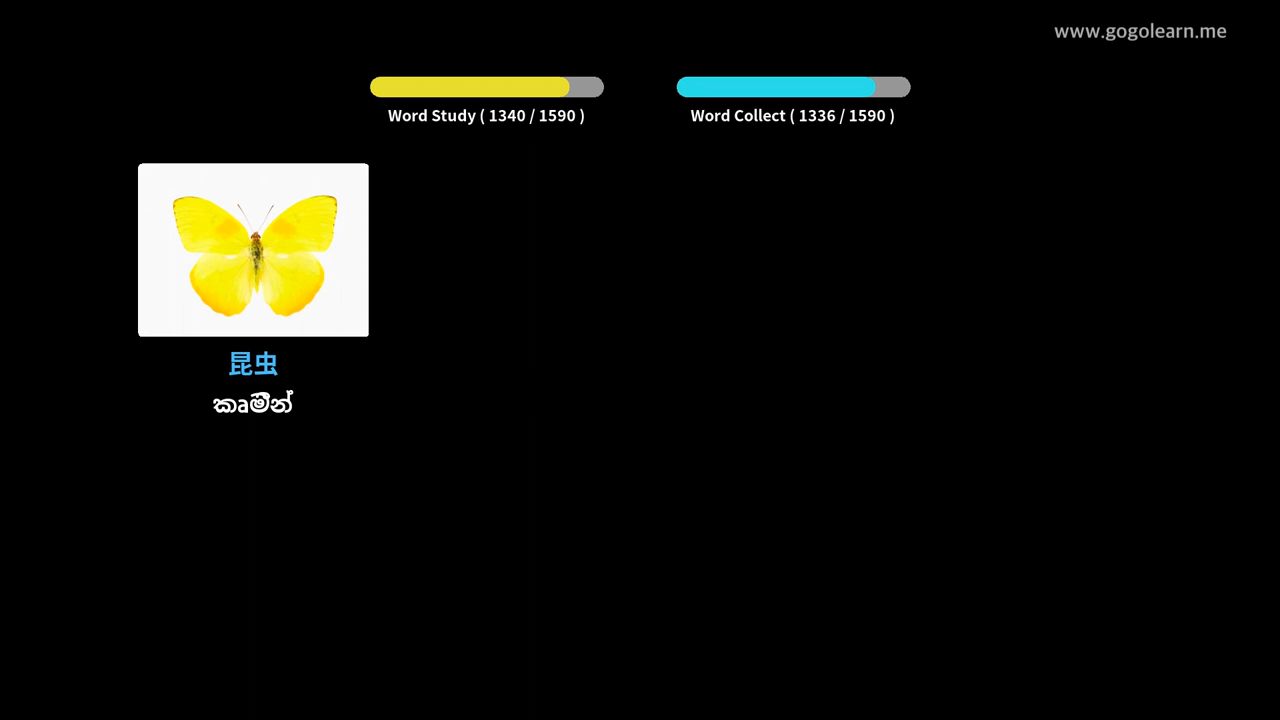 www.gogolearn.me
Word Study ( 1340 / 1590 )
Word Collect ( 1336 / 1590 )
昆虫
කෘමීන්